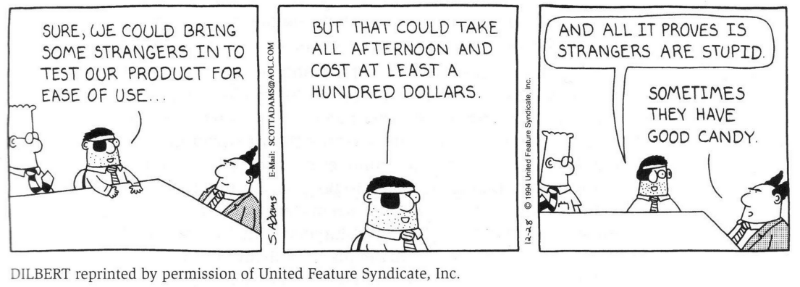 SURE, WE COULD BRING
SOME STRANGERS IN TO
TEST OUR PRODUCT FOR
EASE OF USE...
E-Mail: SCOTTADAMS@AOL.COM
S. Adams
BUT THAT COULD TAKE
ALL AFTERNOON AND
COST AT LEAST A
HUNDRED DOLLARS.
12-28 © 1994 United Feature Syndicate, Inc.
AND ALL IT PROVES IS
STRANGERS ARE STUPID.
SOMETIMES
THEY HAVE
GOOD CANDY.
DILBERT reprinted by permission of United Feature Syndicate, Inc.